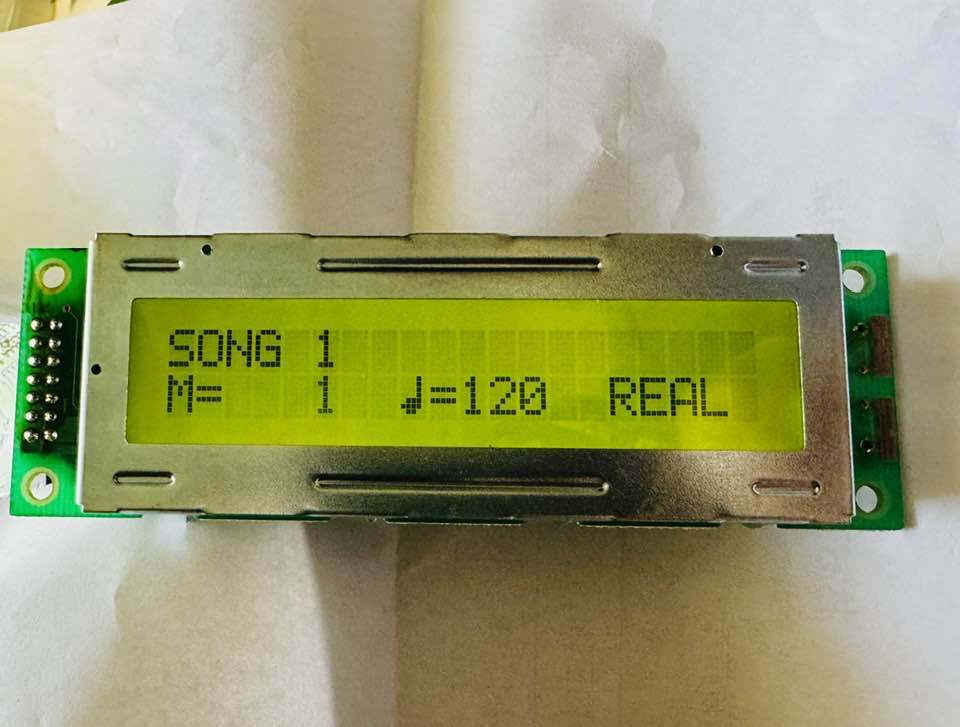 SONG 1
M= 1 ♩=120 REAL